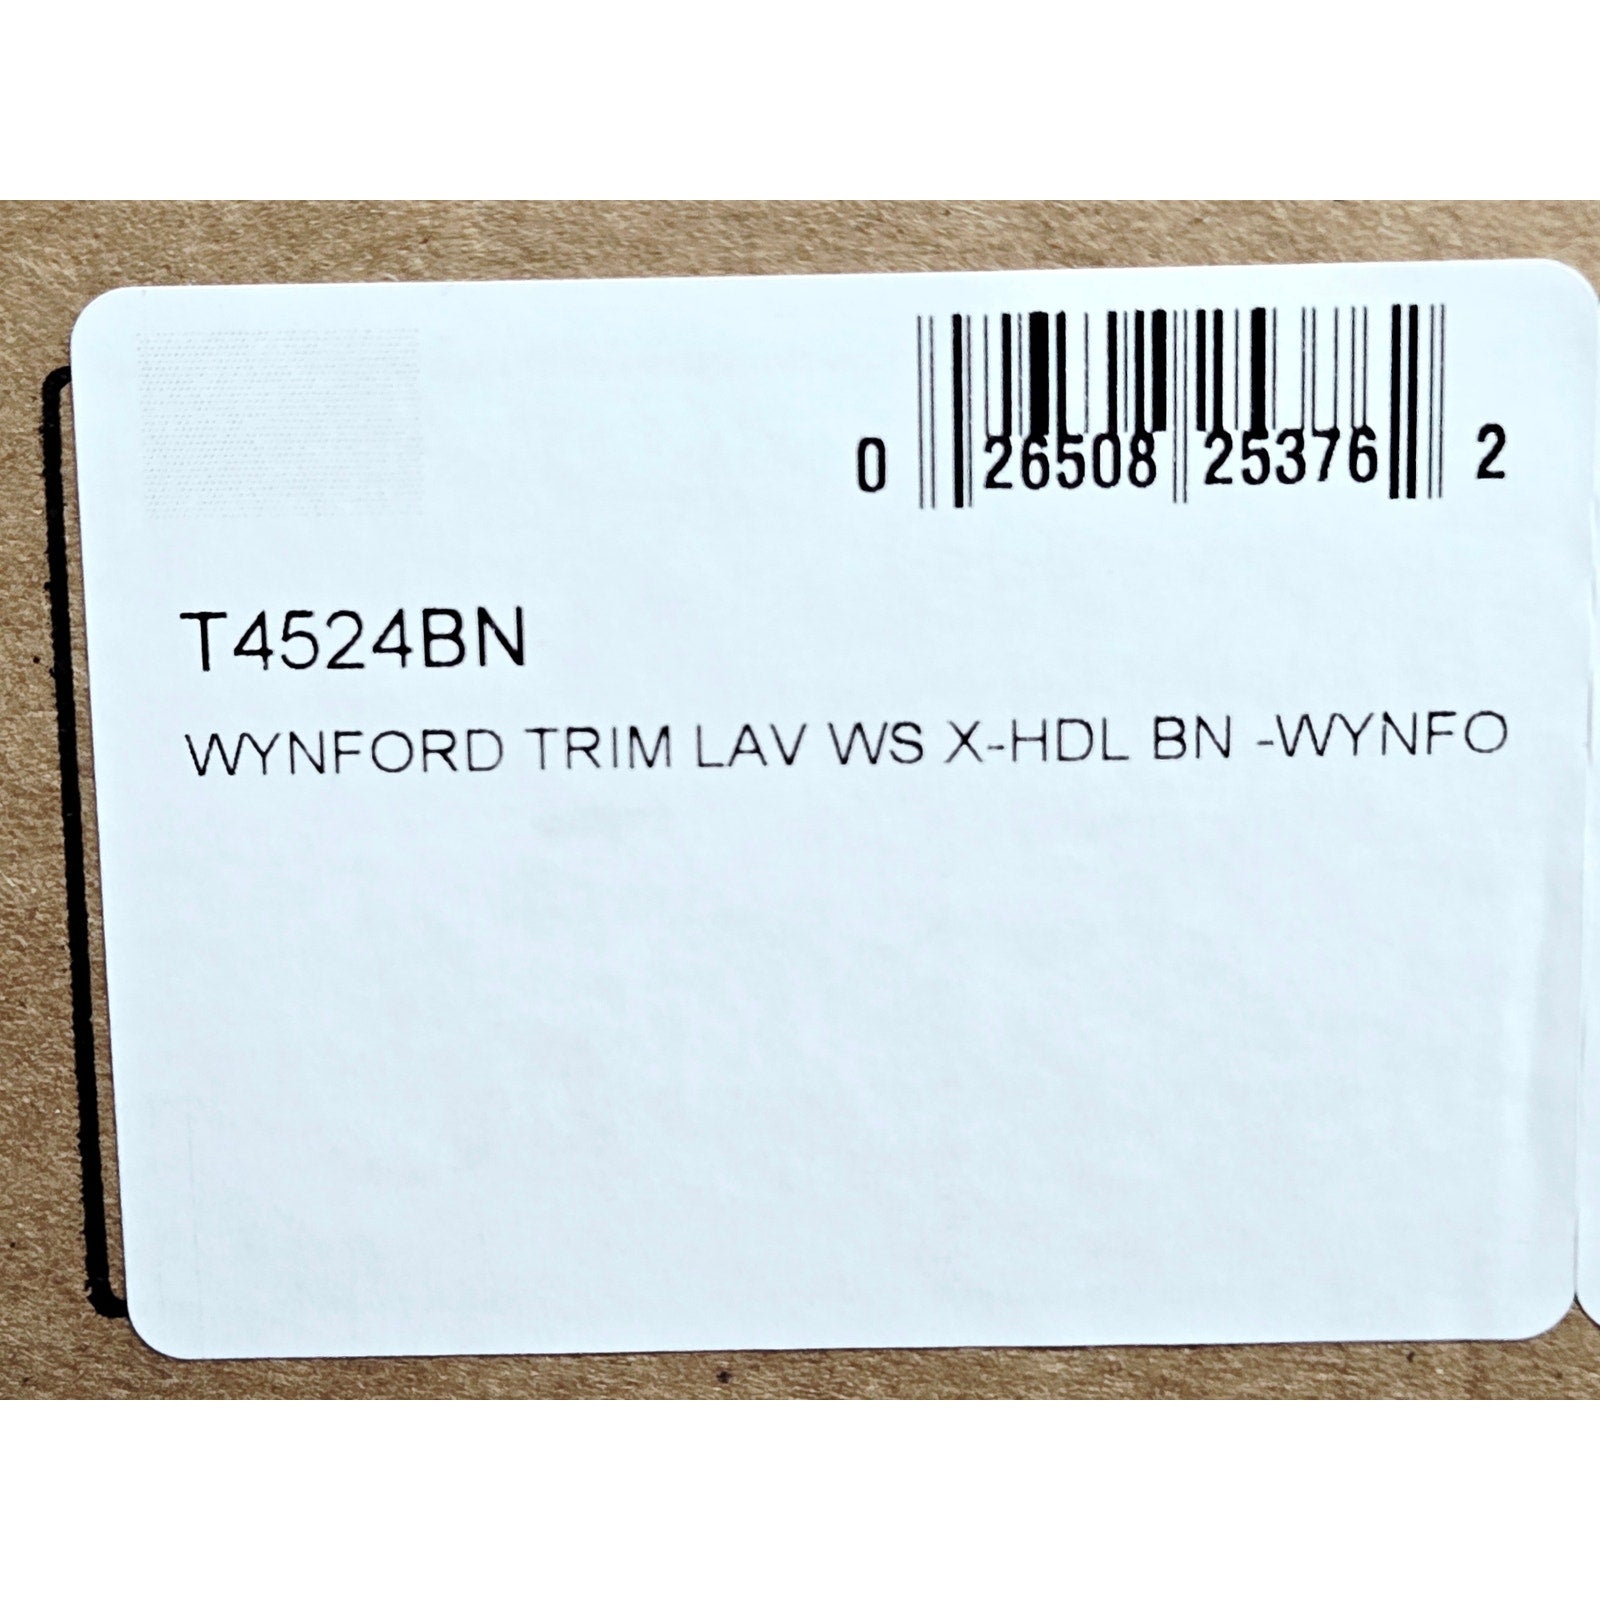 0 26508 25376 2
T4524BN
WYNFORD TRIM LAV WS X-HDL BN -WYNFO